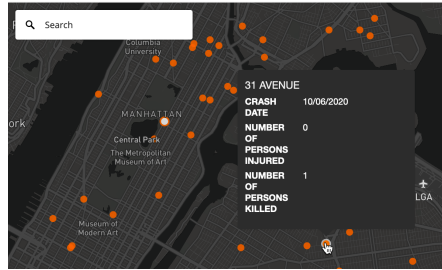 Search
Columbia
University
31 AVENUE
CRASH DATE 10/06/2020
NUMBER OF PERSONS INJURED 0
NUMBER OF PERSONS KILLED 1
MANHATTAN
ork
Central Park
The Metropolitan
Museum of Art
LGA
Museum of
Modern Art